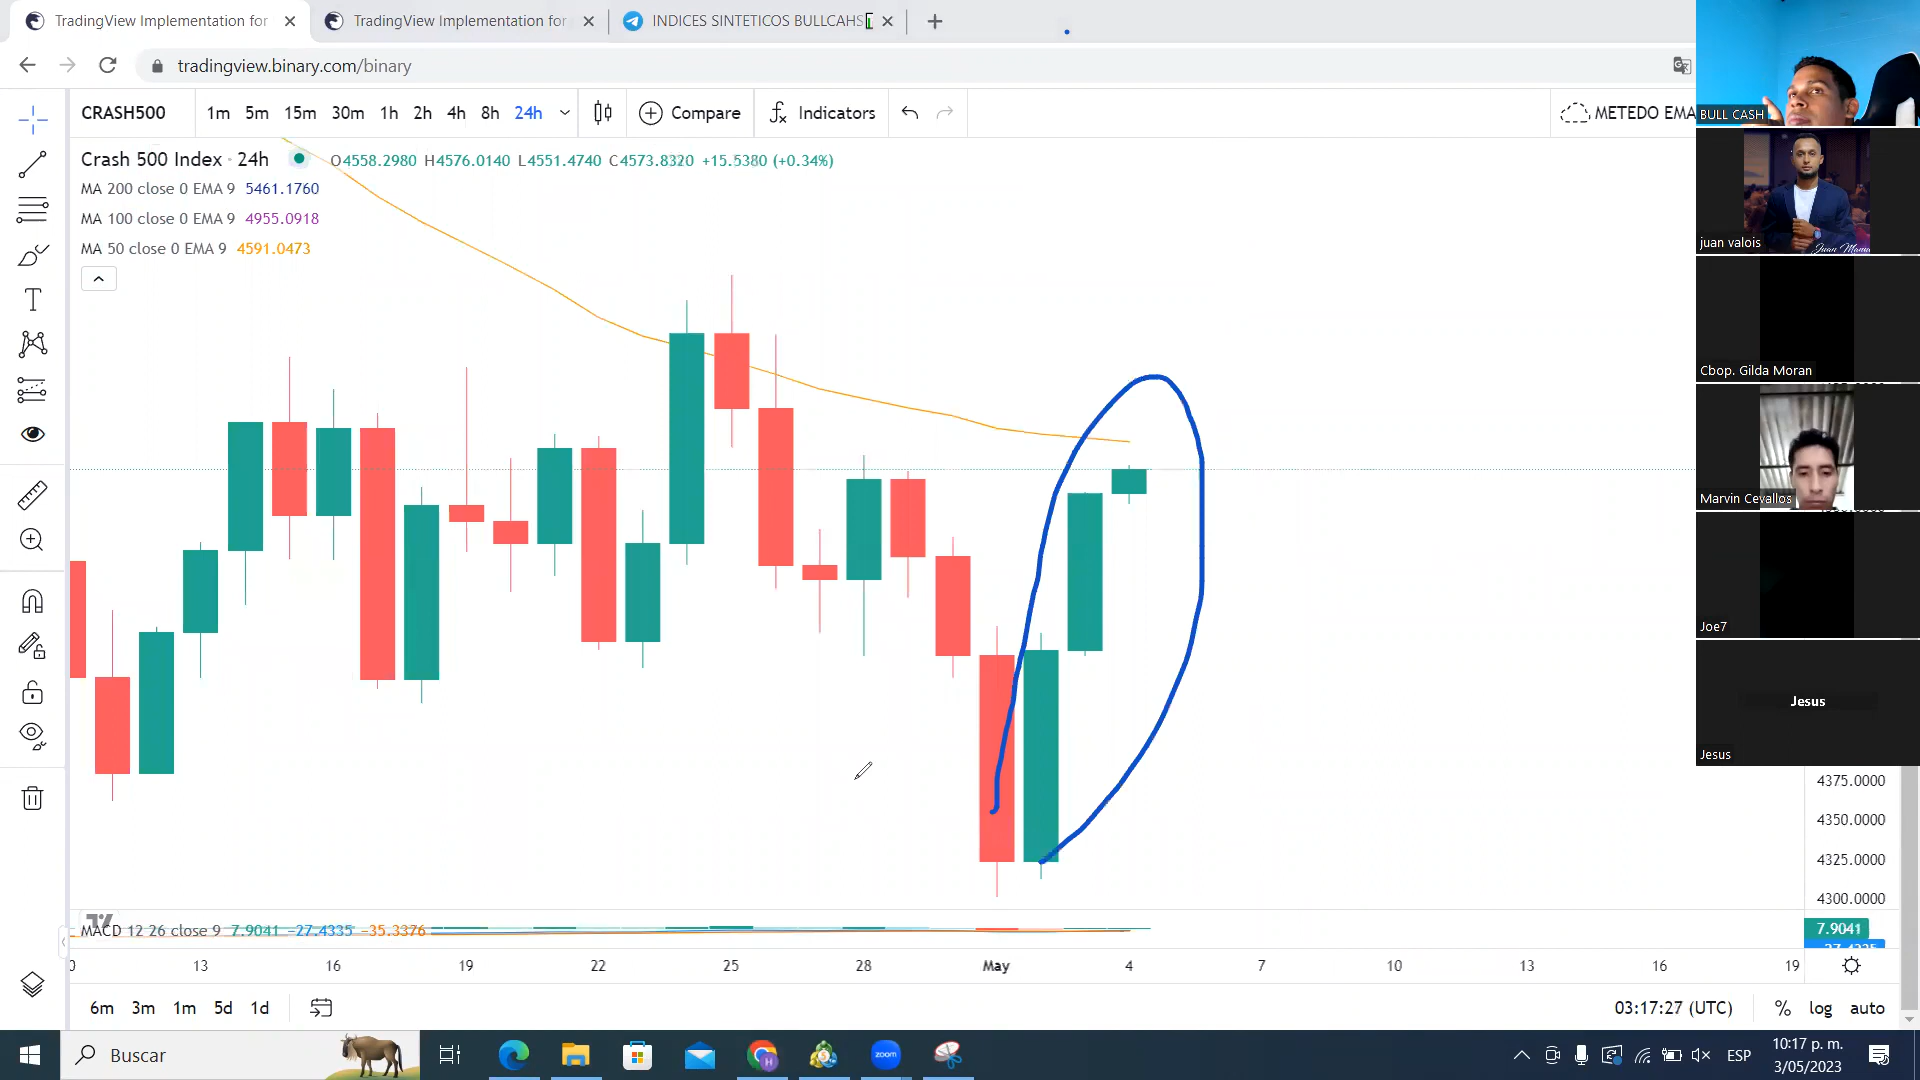 TradingView Implementation for
TradingView Implementation for
INDICES SINTETICOS BULLCAHS
tradingview.binary.com/binary
CRASH500 1m 5m 15m 30m 1h 2h 4h 8h 24h Compare Indicators METEDO EMA
Crash 500 Index · 24h O4558.2980 H4576.0140 L4551.4740 C4573.8320 +15.5380 (+0.34%)
MA 200 close 0 EMA 9 5461.1760
MA 100 close 0 EMA 9 4955.0918
MA 50 close 0 EMA 9 4591.0473
BULL CASH
juan valois
Juan Manu
Cbop. Gilda Moran
Marvin Cevallos
Joe7
Jesus
Jesus
4375.0000
4350.0000
4325.0000
4300.0000
MACD 12 26 close 9 7.9041 −27.4335 −35.3376
7.9041
13 16 19 22 25 28 May 4 7 10 13 16 19
6m 3m 1m 5d 1d 03:17:27 (UTC) % log auto
Buscar
zoom
ESP
10:17 p. m.
3/05/2023